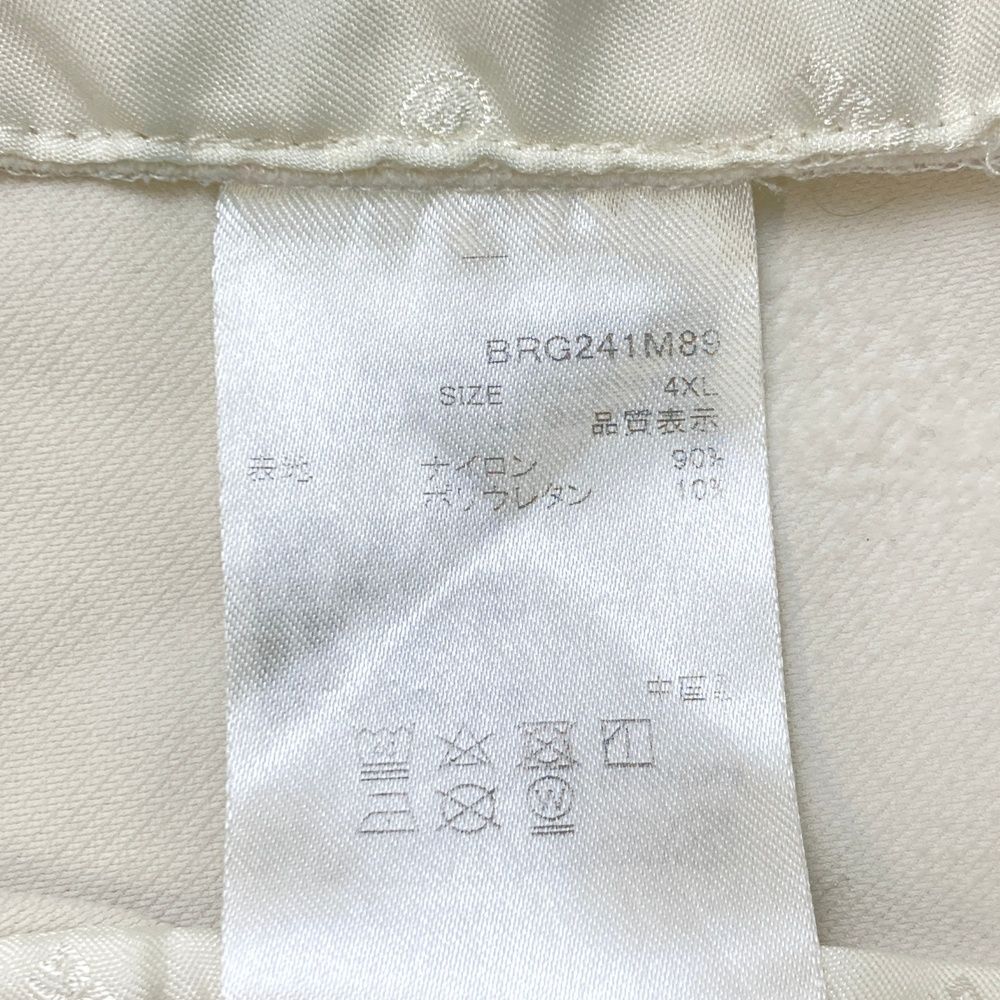 BRG241M89
SIZE 4XL
品質表示
表地 ナイロン 90%
ポリウレタン 10%
中国製